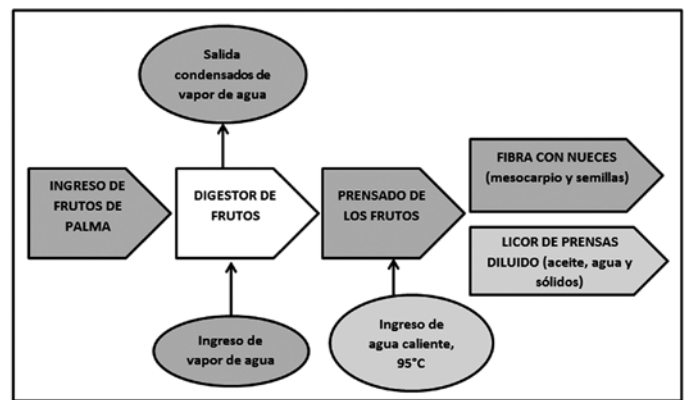 Salida
condensados de
vapor de agua
INGRESO DE
FRUTOS DE
PALMA
DIGESTOR DE
FRUTOS
PRENSADO DE
LOS FRUTOS
FIBRA CON NUECES
(mesocarpio y semillas)
LICOR DE PRENSAS
DILUIDO (aceite, agua y
sólidos)
Ingreso de
vapor de agua
Ingreso de
agua caliente,
95°C